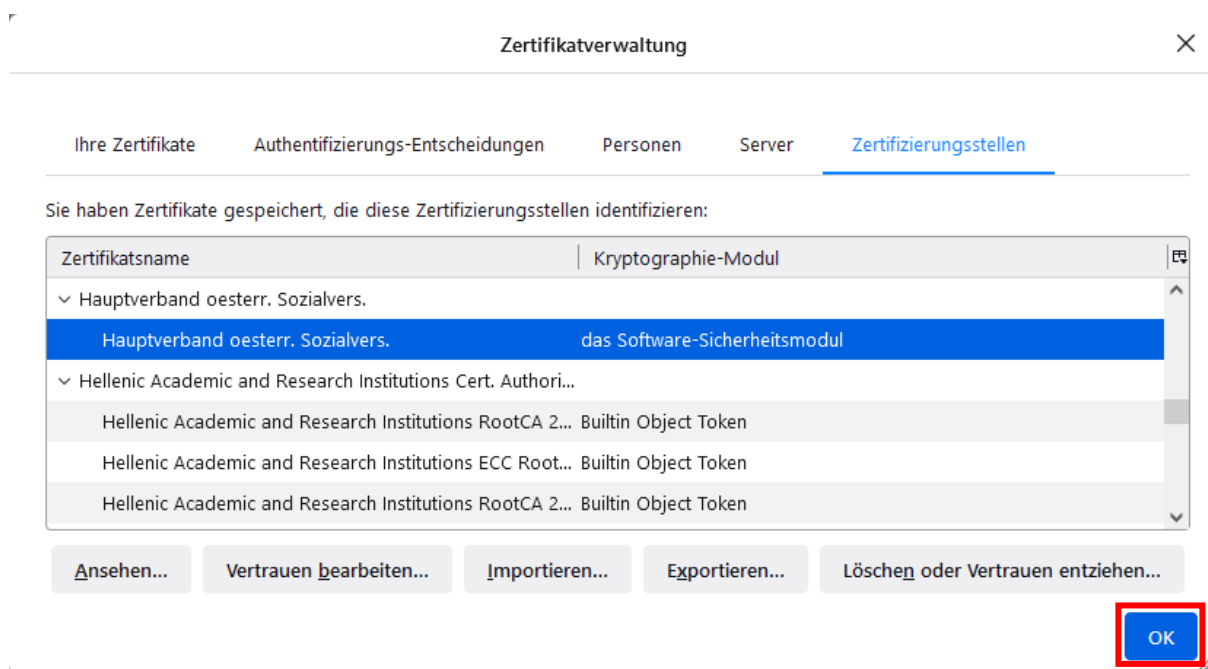 Zertifikatverwaltung
Ihre Zertifikate Authentifizierungs-Entscheidungen Personen Server Zertifizierungsstellen
Sie haben Zertifikate gespeichert, die diese Zertifizierungsstellen identifizieren:
Zertifikatsname Kryptographie-Modul
Hauptverband oesterr. Sozialvers.
Hauptverband oesterr. Sozialvers. das Software-Sicherheitsmodul
Hellenic Academic and Research Institutions Cert. Authori...
Hellenic Academic and Research Institutions RootCA 2... Builtin Object Token
Hellenic Academic and Research Institutions ECC Root... Builtin Object Token
Hellenic Academic and Research Institutions RootCA 2... Builtin Object Token
Ansehen... Vertrauen bearbeiten... Importieren... Exportieren... Löschen oder Vertrauen entziehen...
OK